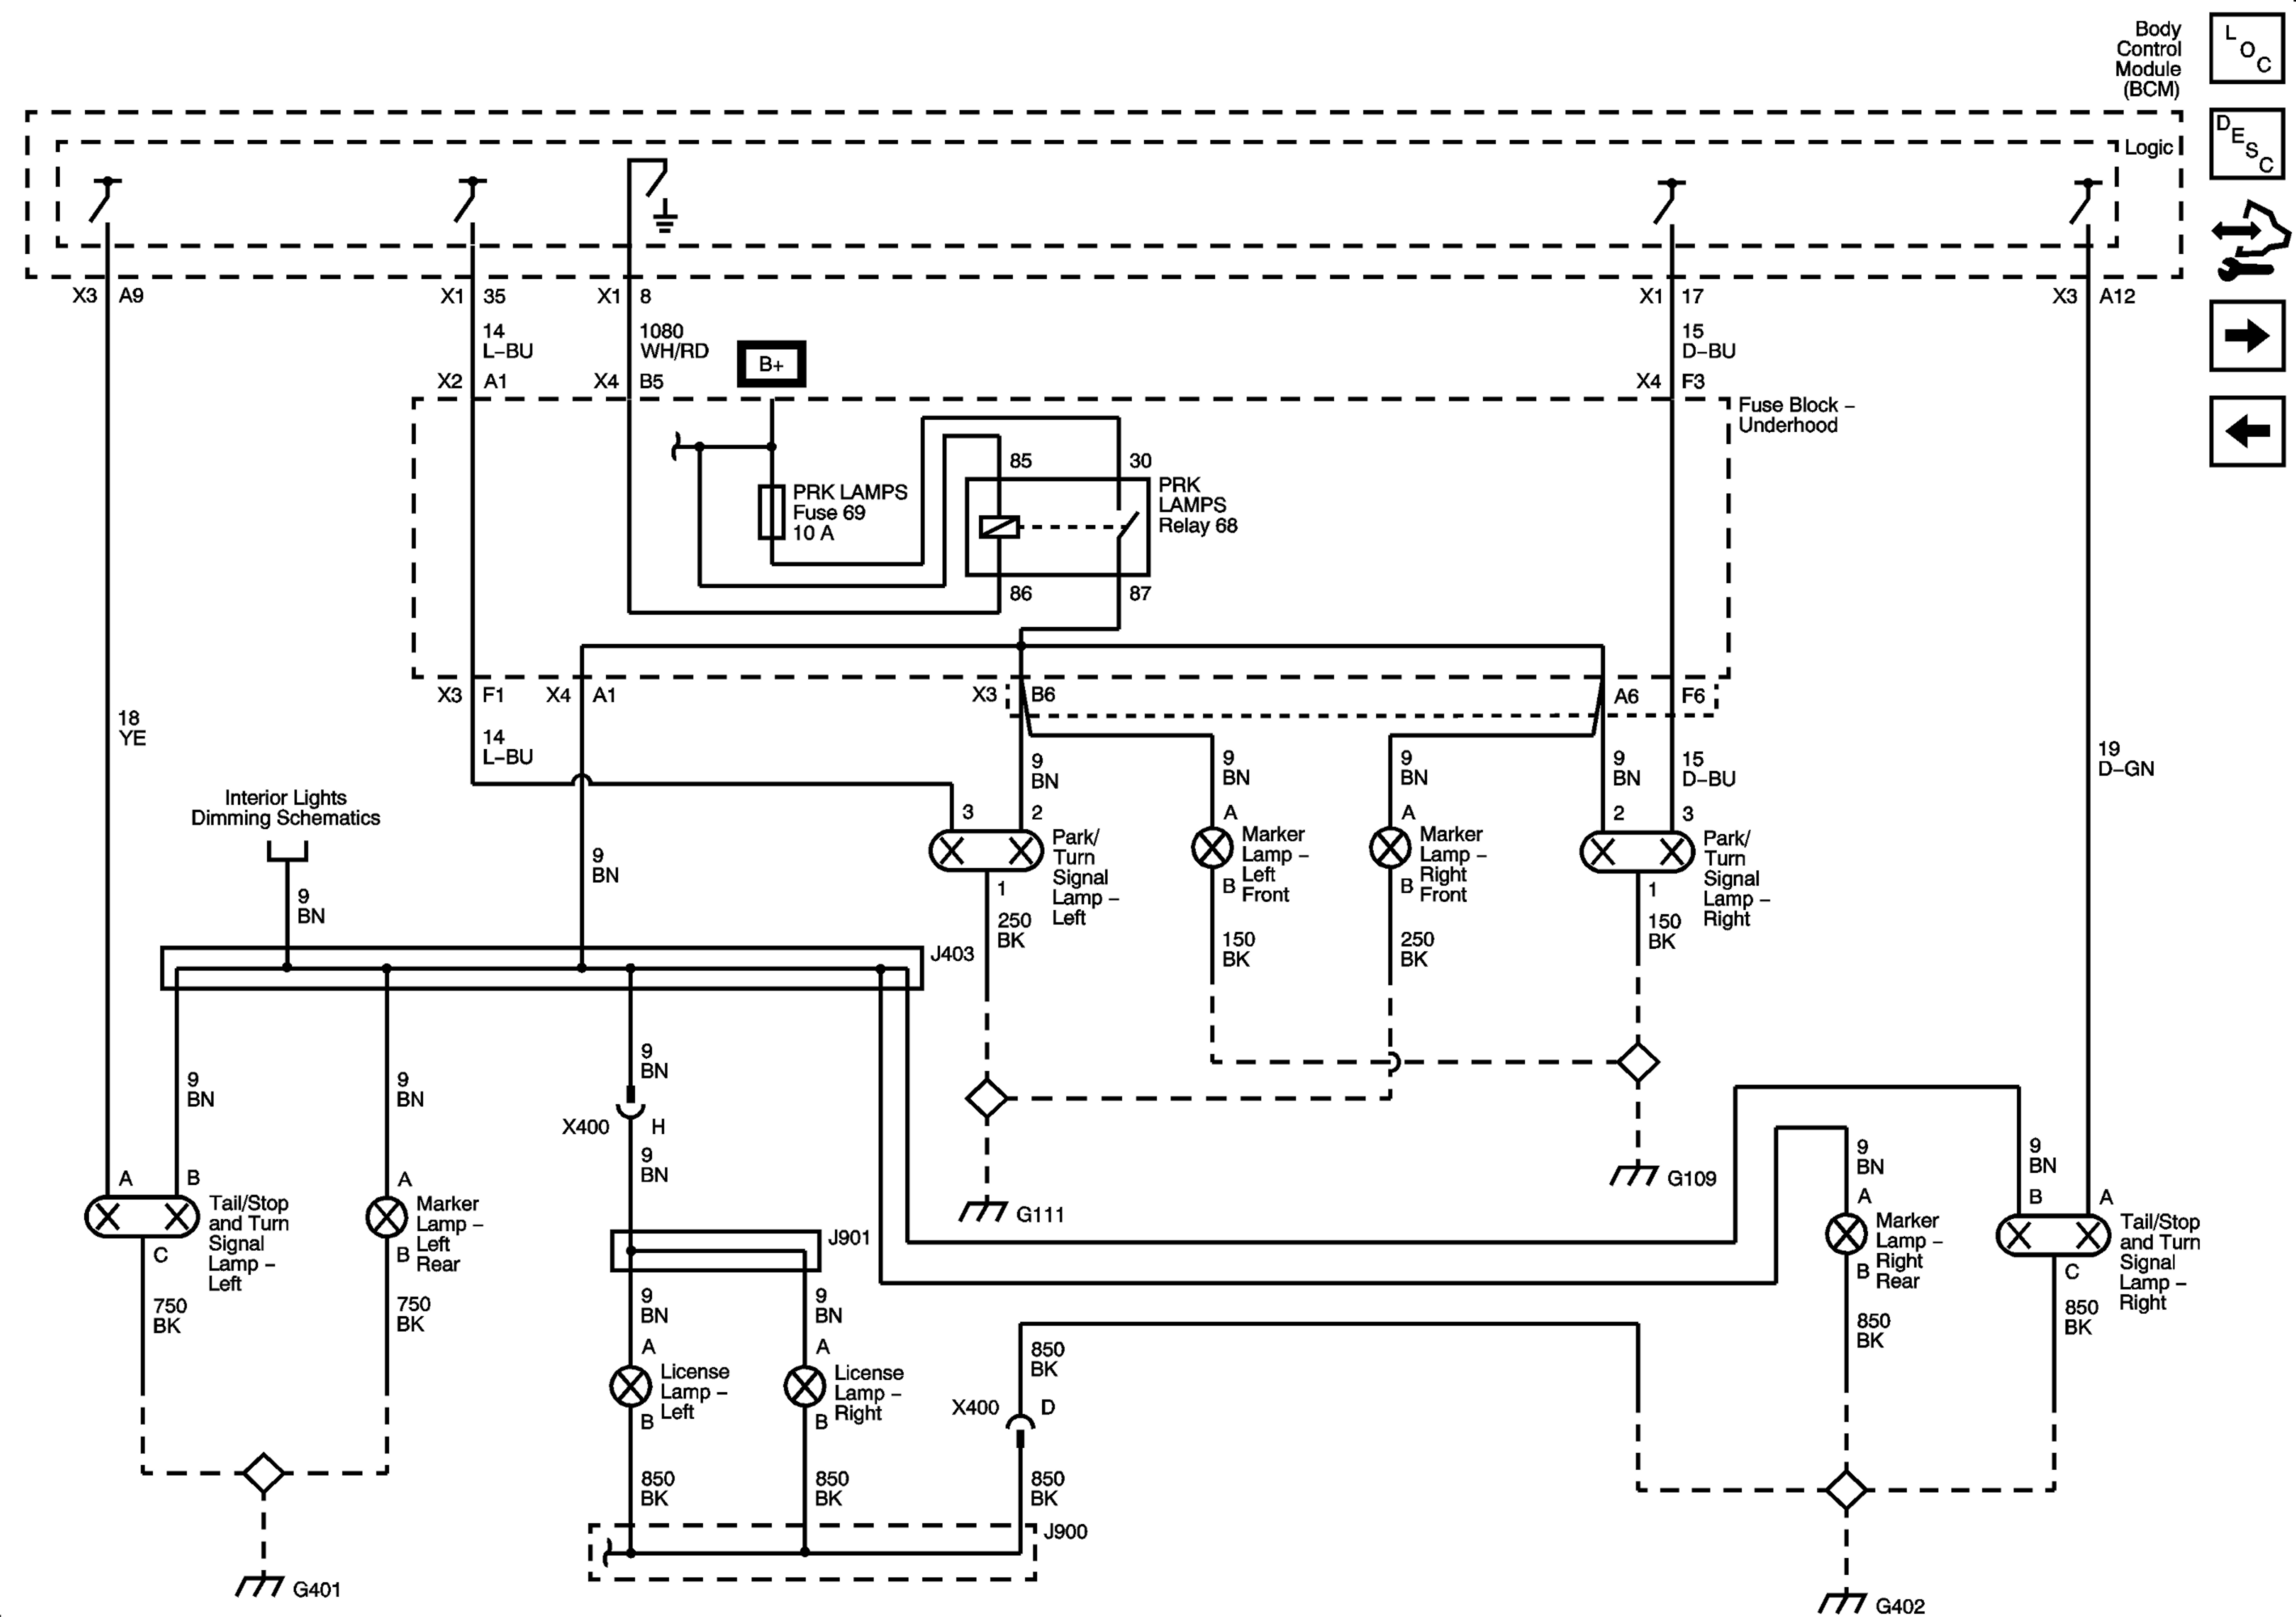 Body
Control
Module
(BCM)
L
O
C
D
E
S
C
Logic
X3 A9
X1 35
X1 8
X1 17
X3 A12
14
L-BU
1080
WH/RD
B+
15
D-BU
X2 A1
X4 B5
X4 F3
Fuse Block –
Underhood
85
30
PRK LAMPS
Fuse 69
10 A
PRK
LAMPS
Relay 68
86
87
X3 F1
X4 A1
X3 B6
A6
F6
18
YE
14
L-BU
9
BN
9
BN
9
BN
9
BN
15
D-BU
19
D-GN
Interior Lights
Dimming Schematics
9
BN
9
BN
3
2
Park/
Turn
Signal
Lamp –
Left
1
250
BK
A
Marker
Lamp –
Left
Front
B
150
BK
A
Marker
Lamp –
Right
Front
B
250
BK
2
3
Park/
Turn
Signal
Lamp –
Right
1
150
BK
J403
9
BN
9
BN
9
BN
X400 H
9
BN
G111
G109
A
B
Tail/Stop
and Turn
Signal
Lamp –
Left
C
750
BK
A
Marker
Lamp –
Left
Rear
B
750
BK
J901
9
BN
9
BN
A
License
Lamp –
Left
B
A
License
Lamp –
Right
B
850
BK
850
BK
850
BK
X400 D
850
BK
J900
9
BN
A
Marker
Lamp –
Right
Rear
B
850
BK
9
BN
B
A
Tail/Stop
and Turn
Signal
Lamp –
Right
C
850
BK
G401
G402